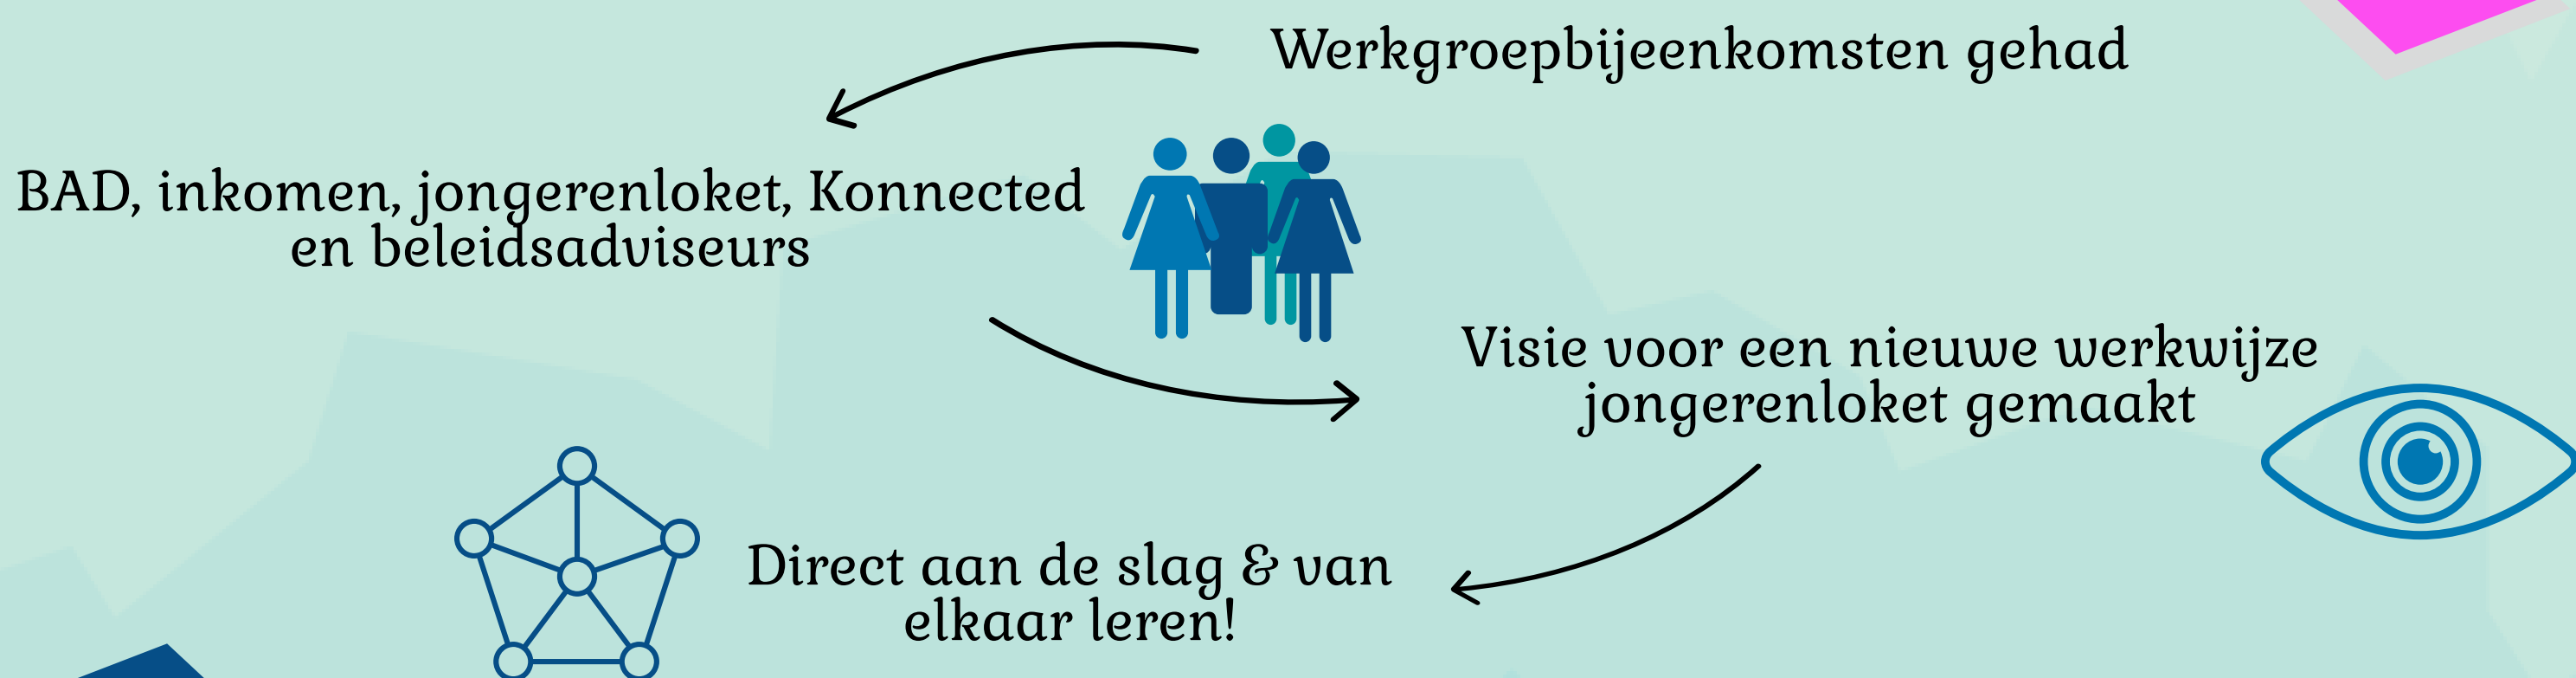 Werkgroepbijeenkomsten gehad
BAD, inkomen, jongerenloket, Konnected
en beleidsadviseurs
Visie voor een nieuwe werkwijze
jongerenloket gemaakt
Direct aan de slag & van
elkaar leren!